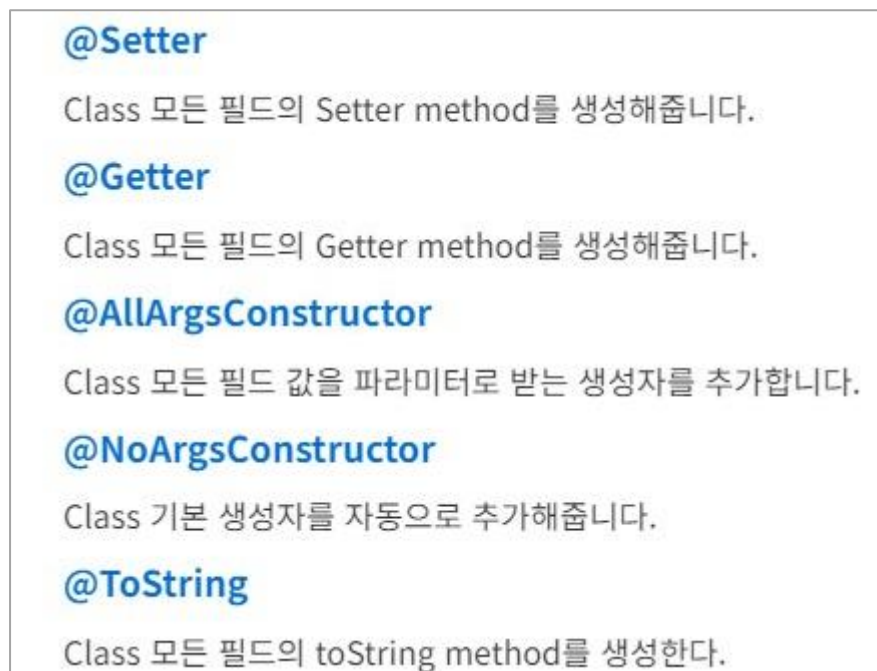 @Setter
Class 모든 필드의 Setter method를 생성해줍니다.
@Getter
Class 모든 필드의 Getter method를 생성해줍니다.
@AllArgsConstructor
Class 모든 필드 값을 파라미터로 받는 생성자를 추가합니다.
@NoArgsConstructor
Class 기본 생성자를 자동으로 추가해줍니다.
@ToString
Class 모든 필드의 toString method를 생성한다.